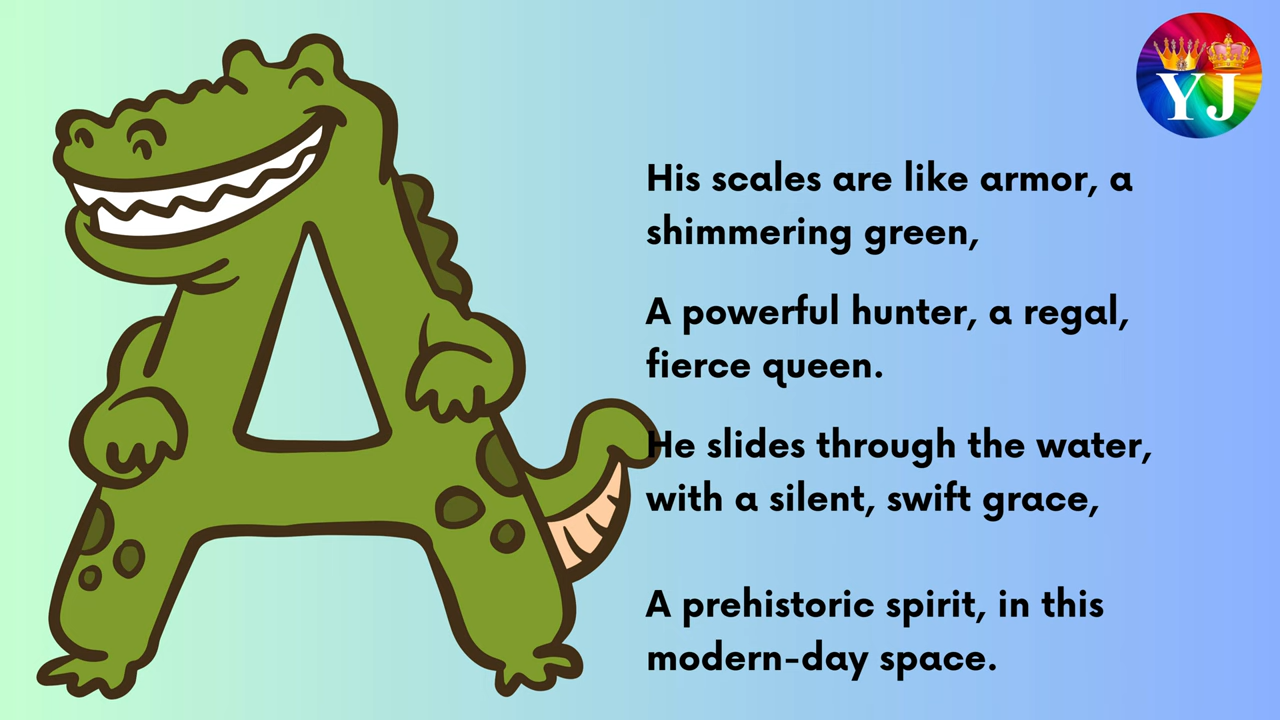 YJ
His scales are like armor, a
shimmering green,
A powerful hunter, a regal,
fierce queen.
He slides through the water,
with a silent, swift grace,
A prehistoric spirit, in this
modern-day space.